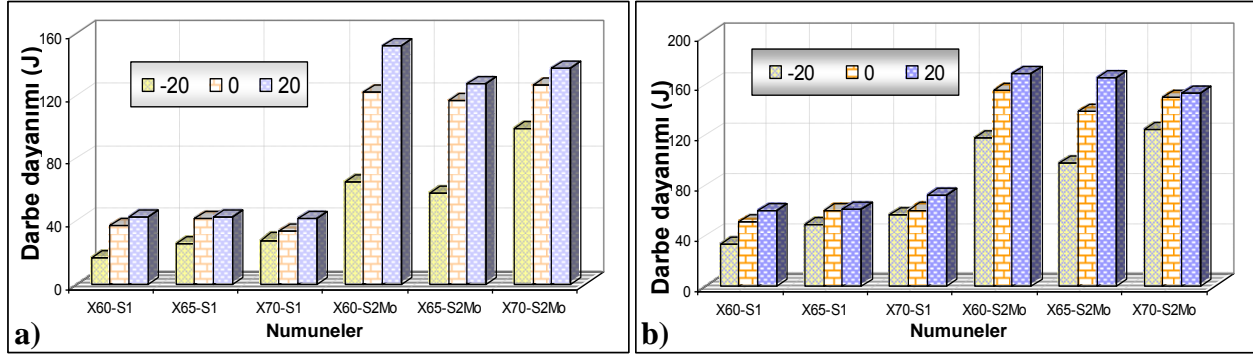 a)
Darbe dayanımı (J)
160
120
80
40
0
-20 0 20
X60-S1 X65-S1 X70-S1 X60-S2Mo X65-S2Mo X70-S2Mo
Numuneler
b)
Darbe dayanımı (J)
200
160
120
80
40
0
-20 0 20
X60-S1 X65-S1 X70-S1 X60-S2Mo X65-S2Mo X70-S2Mo
Numuneler